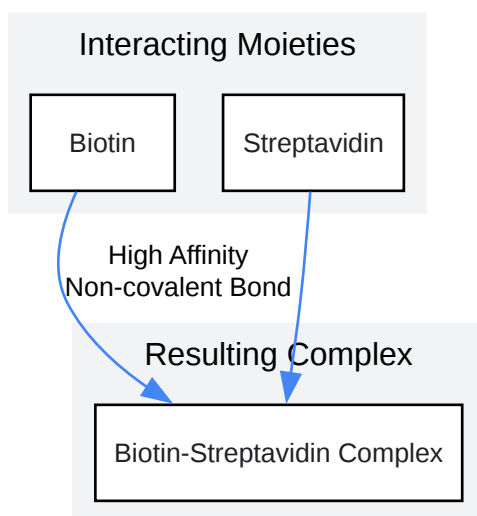 Interacting Moieties
Biotin
Streptavidin
High Affinity
Non-covalent Bond
Resulting Complex
Biotin-Streptavidin Complex